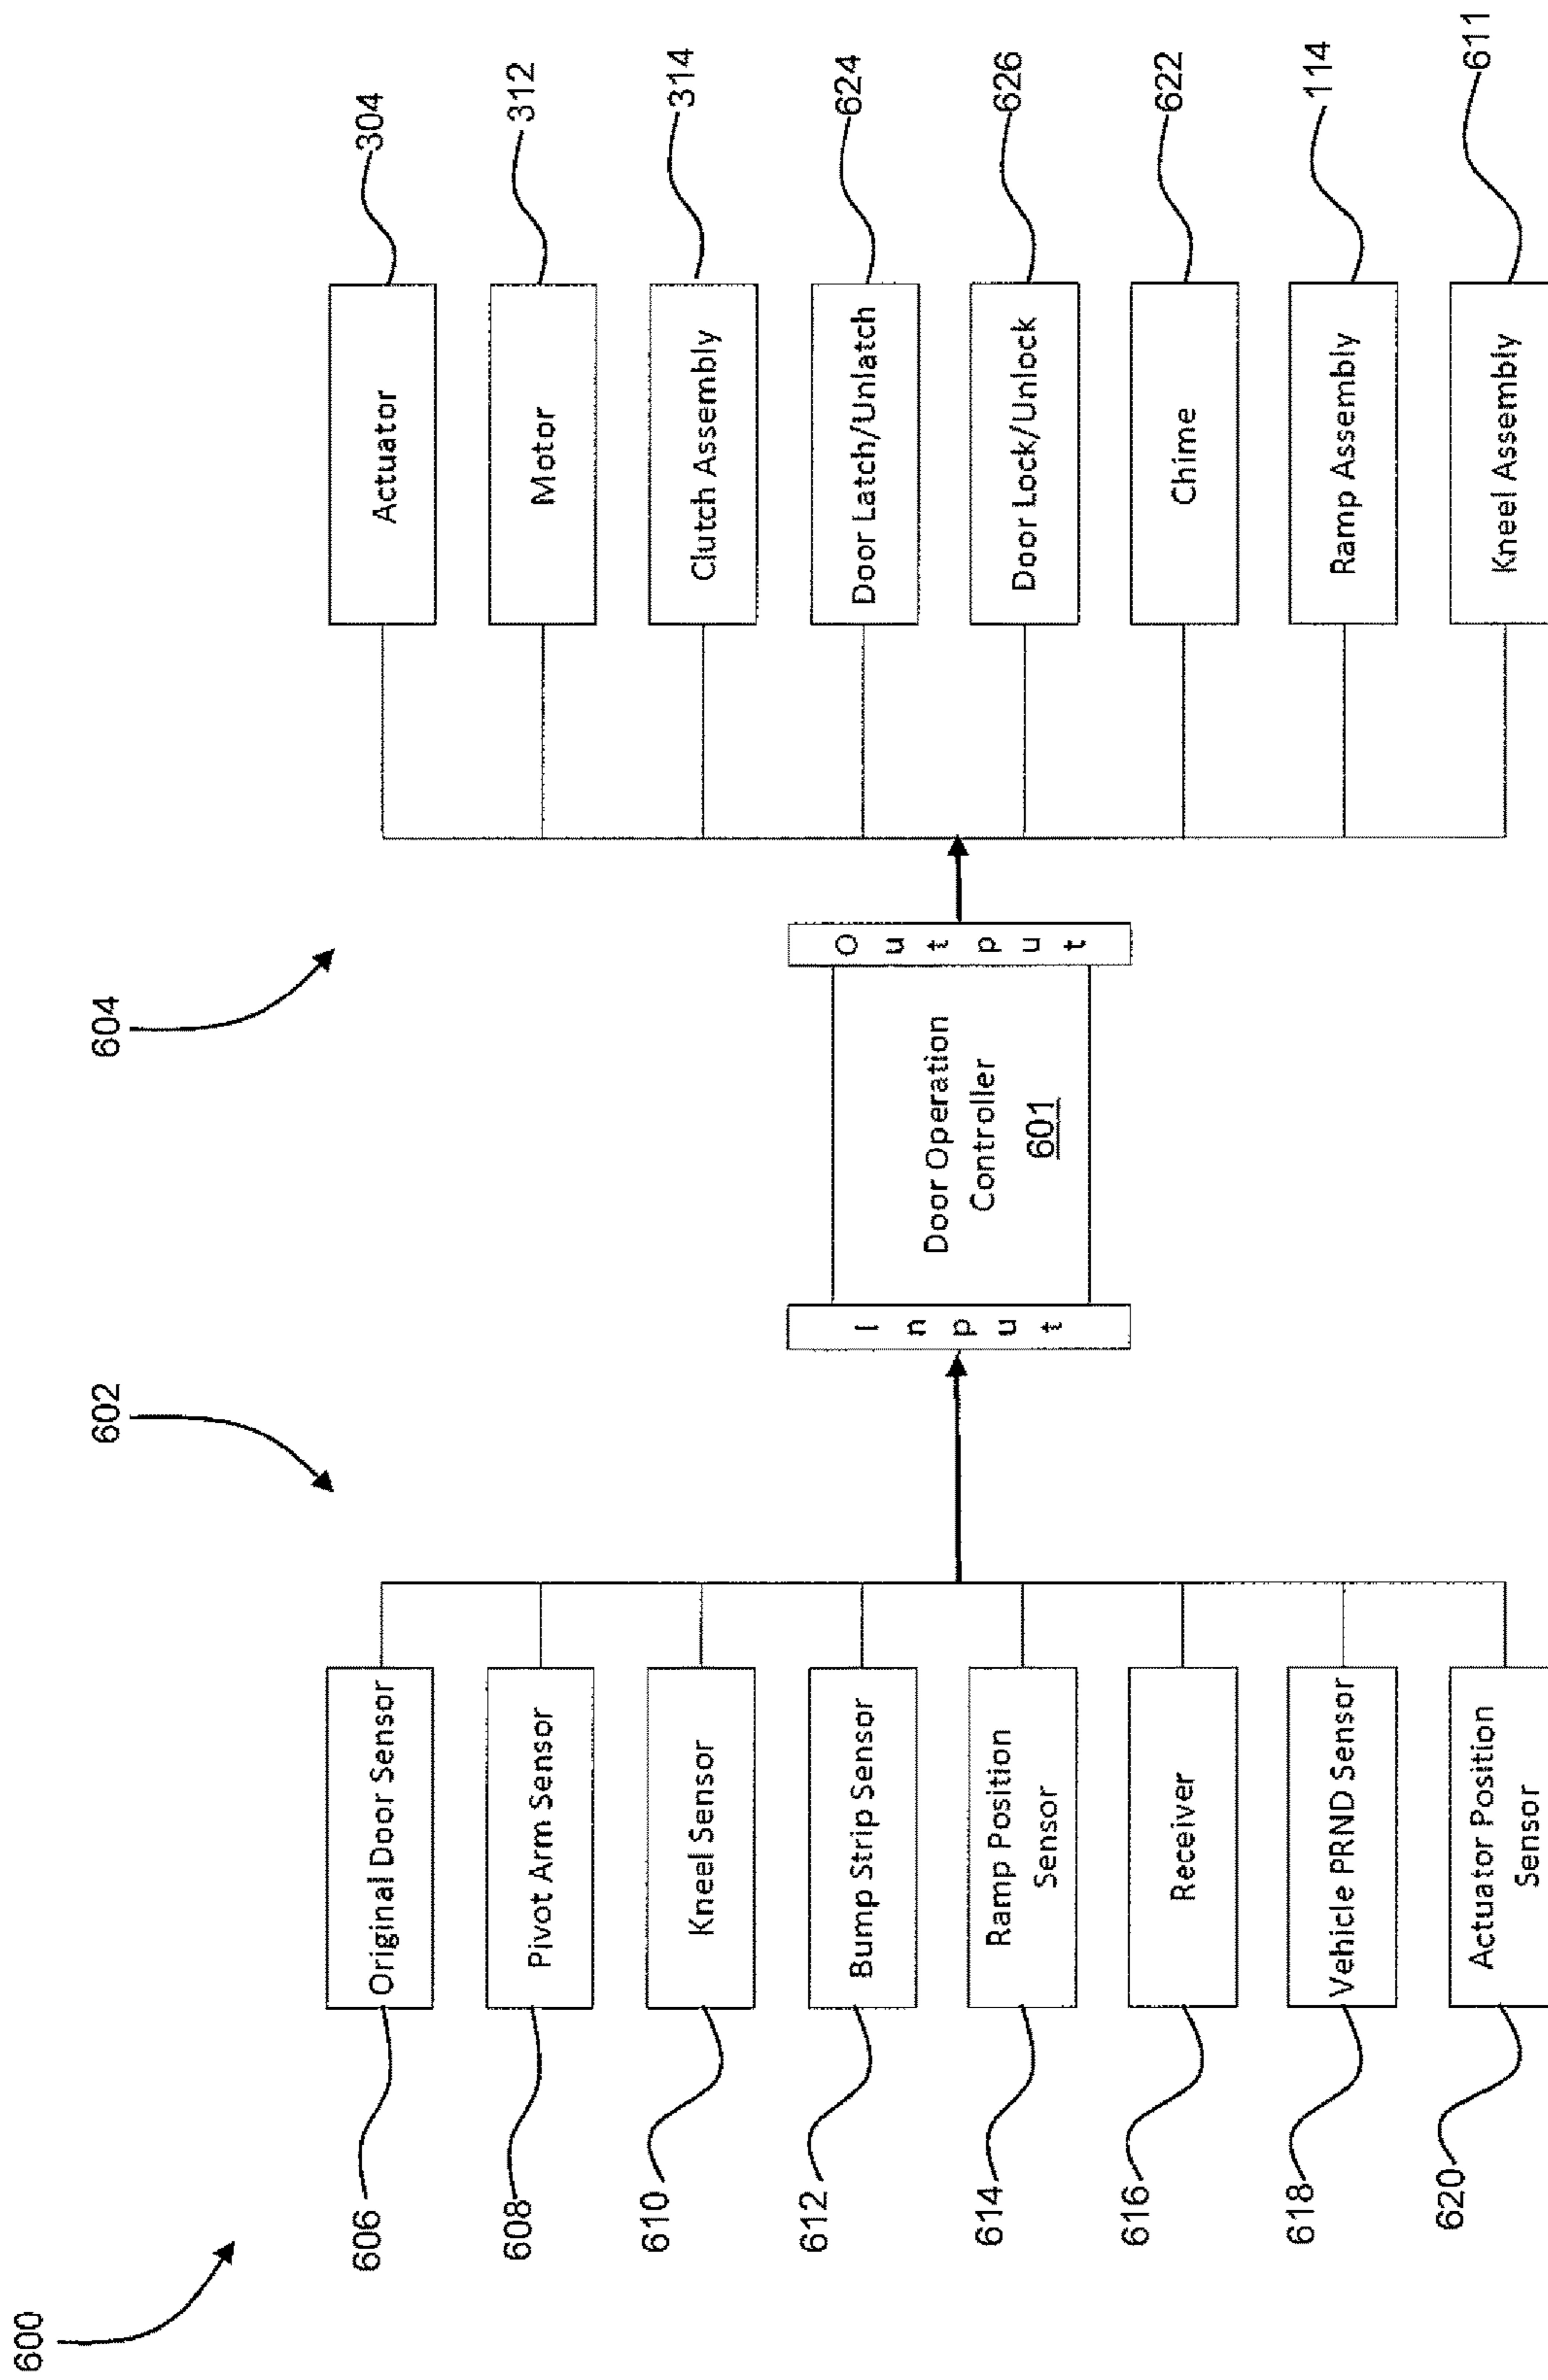 600
602
604
606
Original Door Sensor
608
Pivot Arm Sensor
610
Kneel Sensor
612
Bump Strip Sensor
614
Ramp Position
Sensor
616
Receiver
618
Vehicle PRND Sensor
620
Actuator Position
Sensor
Input
Door Operation
Controller
601
Output
Actuator
304
Motor
312
Clutch Assembly
314
Door Latch/Unlatch
624
Door Lock/Unlock
626
Chime
622
Ramp Assembly
114
Kneel Assembly
611